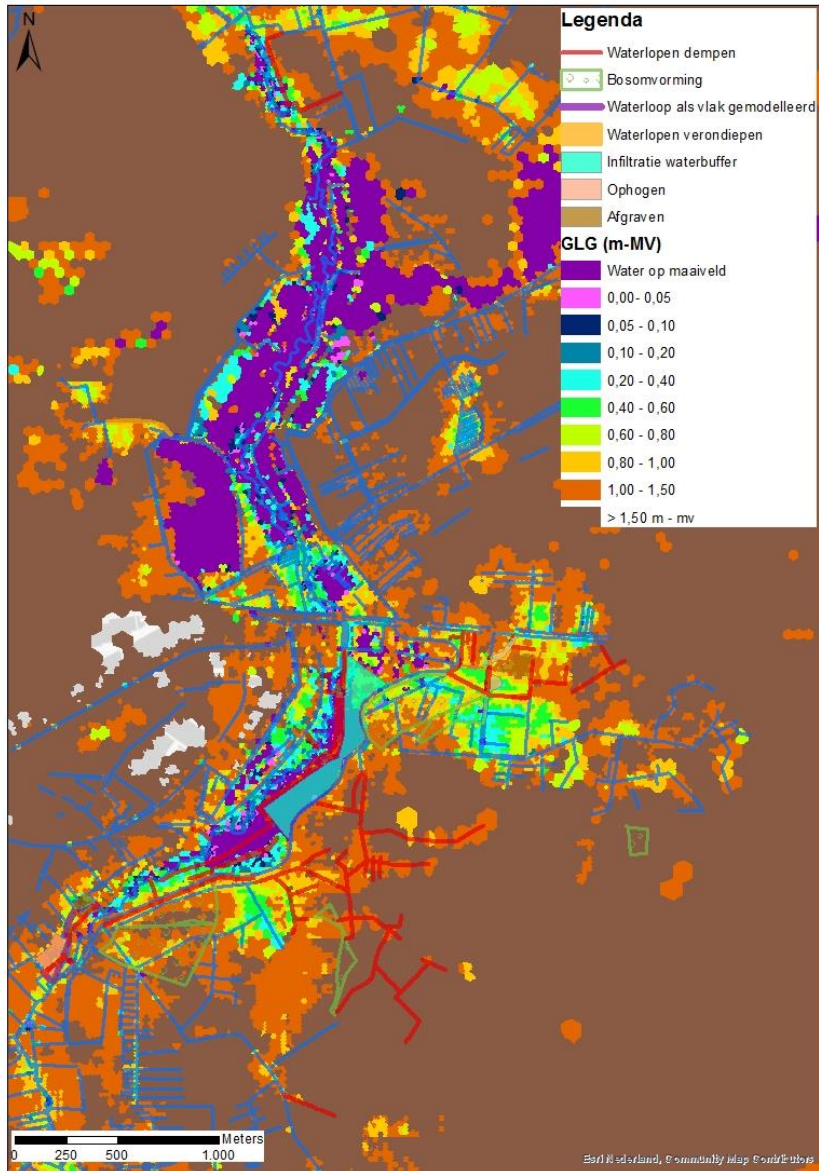 N
Legenda
Waterlopen dempen
Bosomvorming
Waterloop als vlak gemodelleerd
Waterlopen verondiepen
Infiltratie waterbuffer
Ophogen
Afgraven
GLG (m-MV)
Water op maaiveld
0,00 - 0,05
0,05 - 0,10
0,10 - 0,20
0,20 - 0,40
0,40 - 0,60
0,60 - 0,80
0,80 - 1,00
1,00 - 1,50
> 1,50 m - mv
Meters
0 250 500 1.000
Esri Nederland, Community Map Contributors